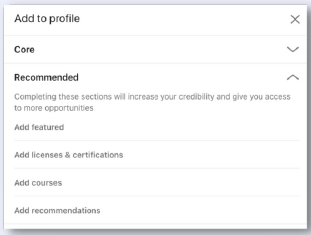 Add to profile
Core
Recommended
Completing these sections will increase your credibility and give you access
to more opportunities
Add featured
Add licenses & certifications
Add courses
Add recommendations